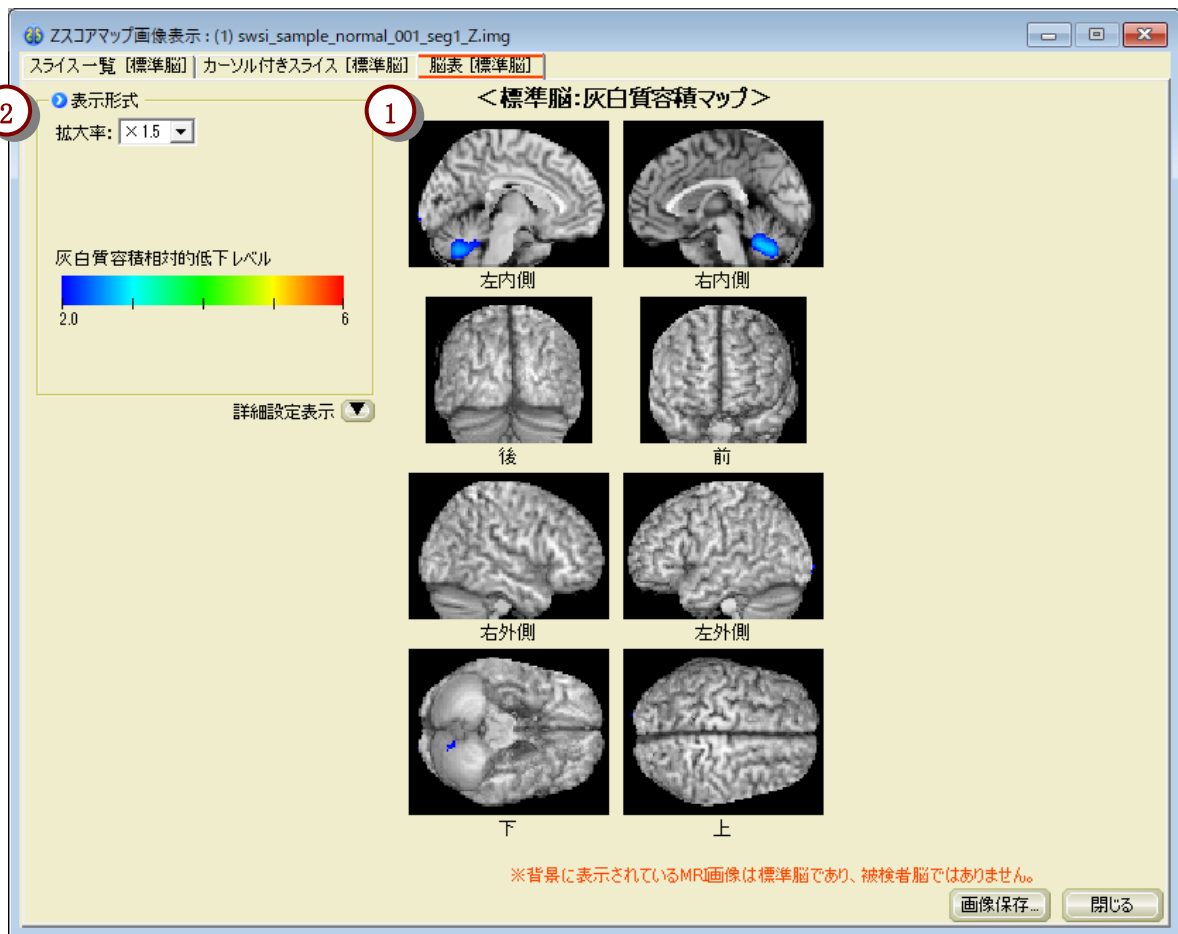 Zスコアマップ画像表示 : (1) swsi_sample_normal_001_seg1_Z.img
スライス一覧 [標準脳] カーソル付きスライス [標準脳] 脳表 [標準脳]
2
表示形式
拡大率: ×1.5
灰白質容積相対的低下レベル
2.0 6
詳細設定表示
1
＜標準脳:灰白質容積マップ＞
左内側 右内側
後 前
右外側 左外側
下 上
※背景に表示されているMRI画像は標準脳であり、被検者脳ではありません。
画像保存... 閉じる